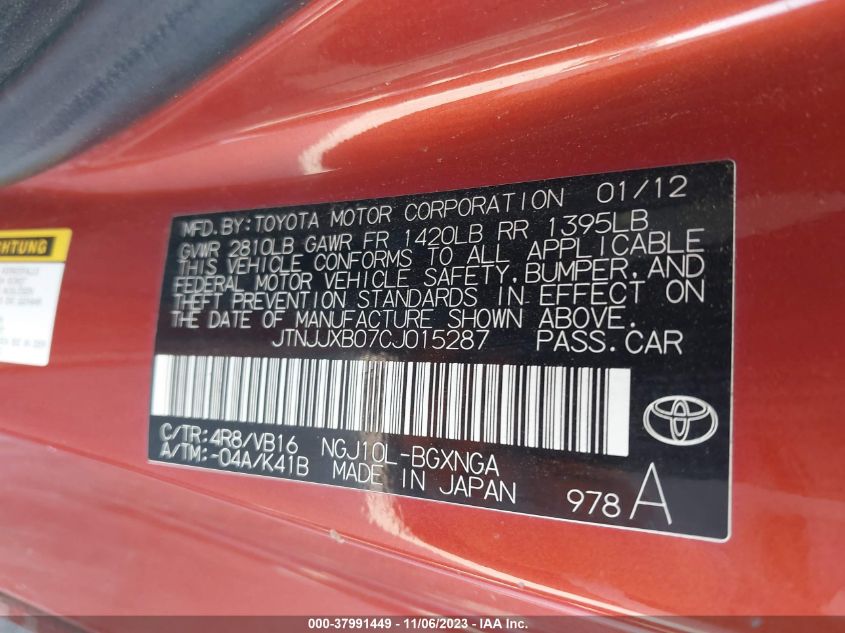 CHTUNG
MFD.BY:TOYOTA MOTOR CORPORATION 01/12
GVWR 2810LB GAWR FR 1420LB RR 1395LB
THIS VEHICLE CONFORMS TO ALL APPLICABLE
FEDERAL MOTOR VEHICLE SAFETY,BUMPER,AND
THEFT PREVENTION STANDARDS IN EFFECT ON
THE DATE OF MANUFACTURE SHOWN ABOVE.
JTNJJXB07CJ015287 PASS.CAR
C/TR:4R8/VB16 NGJ10L-BGXNGA
A/TM:-04A/K41B MADE IN JAPAN
978 A
000-37991449 - 11/06/2023 - IAAI